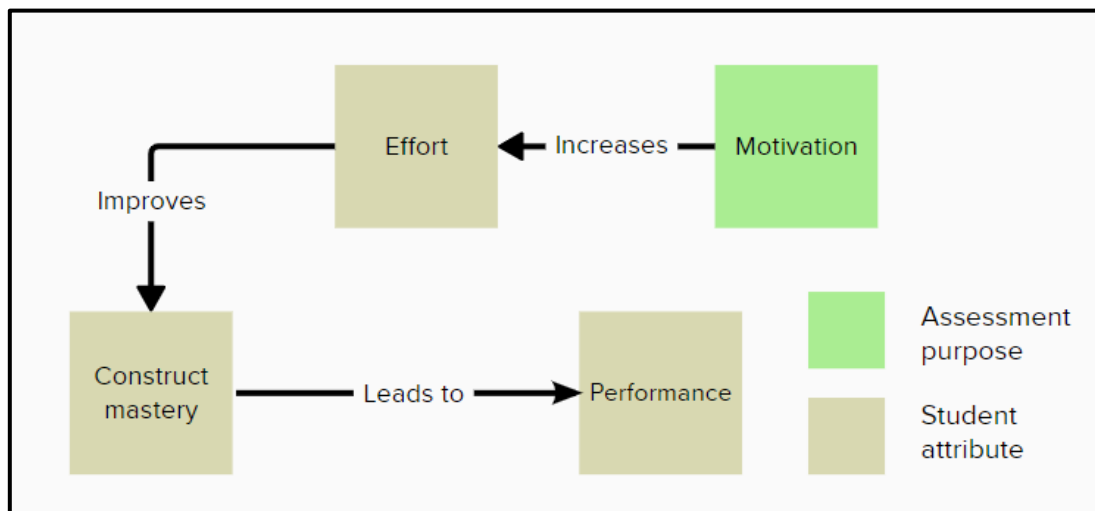 Effort
Increases
Motivation
Improves
Construct
mastery
Leads to
Performance
Assessment
purpose
Student
attribute